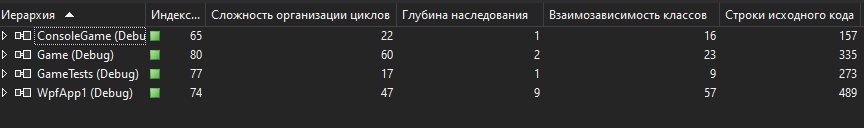 Иерархия Индекс... Сложность организации циклов Глубина наследования Взаимозависимость классов Строки исходного кода
ConsoleGame (Debu 65 22 1 16 157
Game (Debug) 80 60 2 23 335
GameTests (Debug) 77 17 1 9 273
WpfApp1 (Debug) 74 47 9 57 489